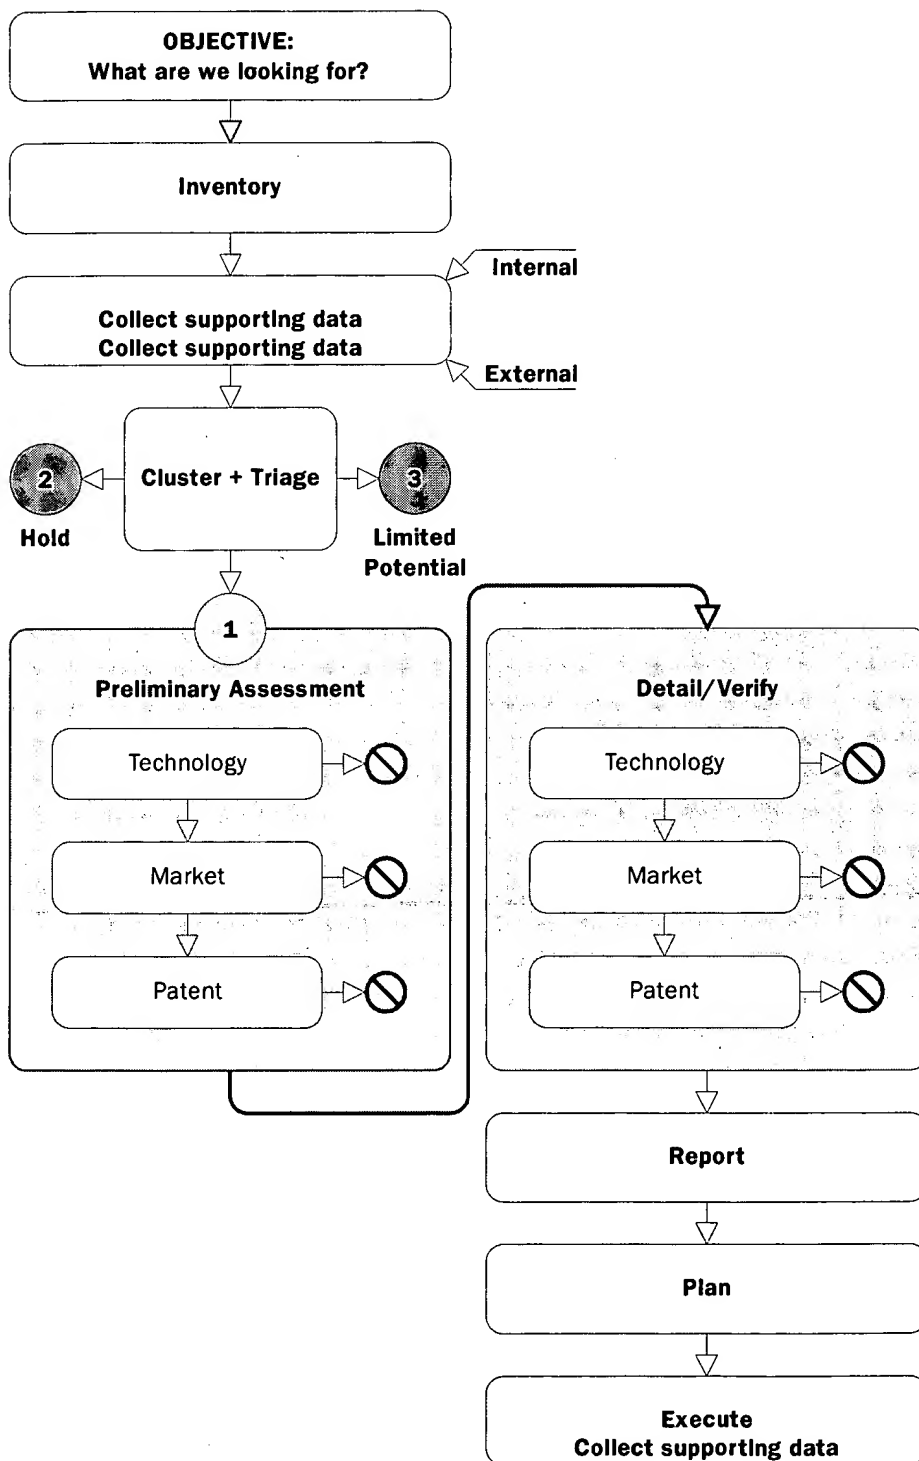 OBJECTIVE:
What are we looking for?
Inventory
Internal
Collect supporting data
Collect supporting data
External
2
Cluster + Triage
3
Hold
Limited
Potential
1
Preliminary Assessment
Technology
Market
Patent
Detail/Verify
Technology
Market
Patent
Report
Plan
Execute
Collect supporting data